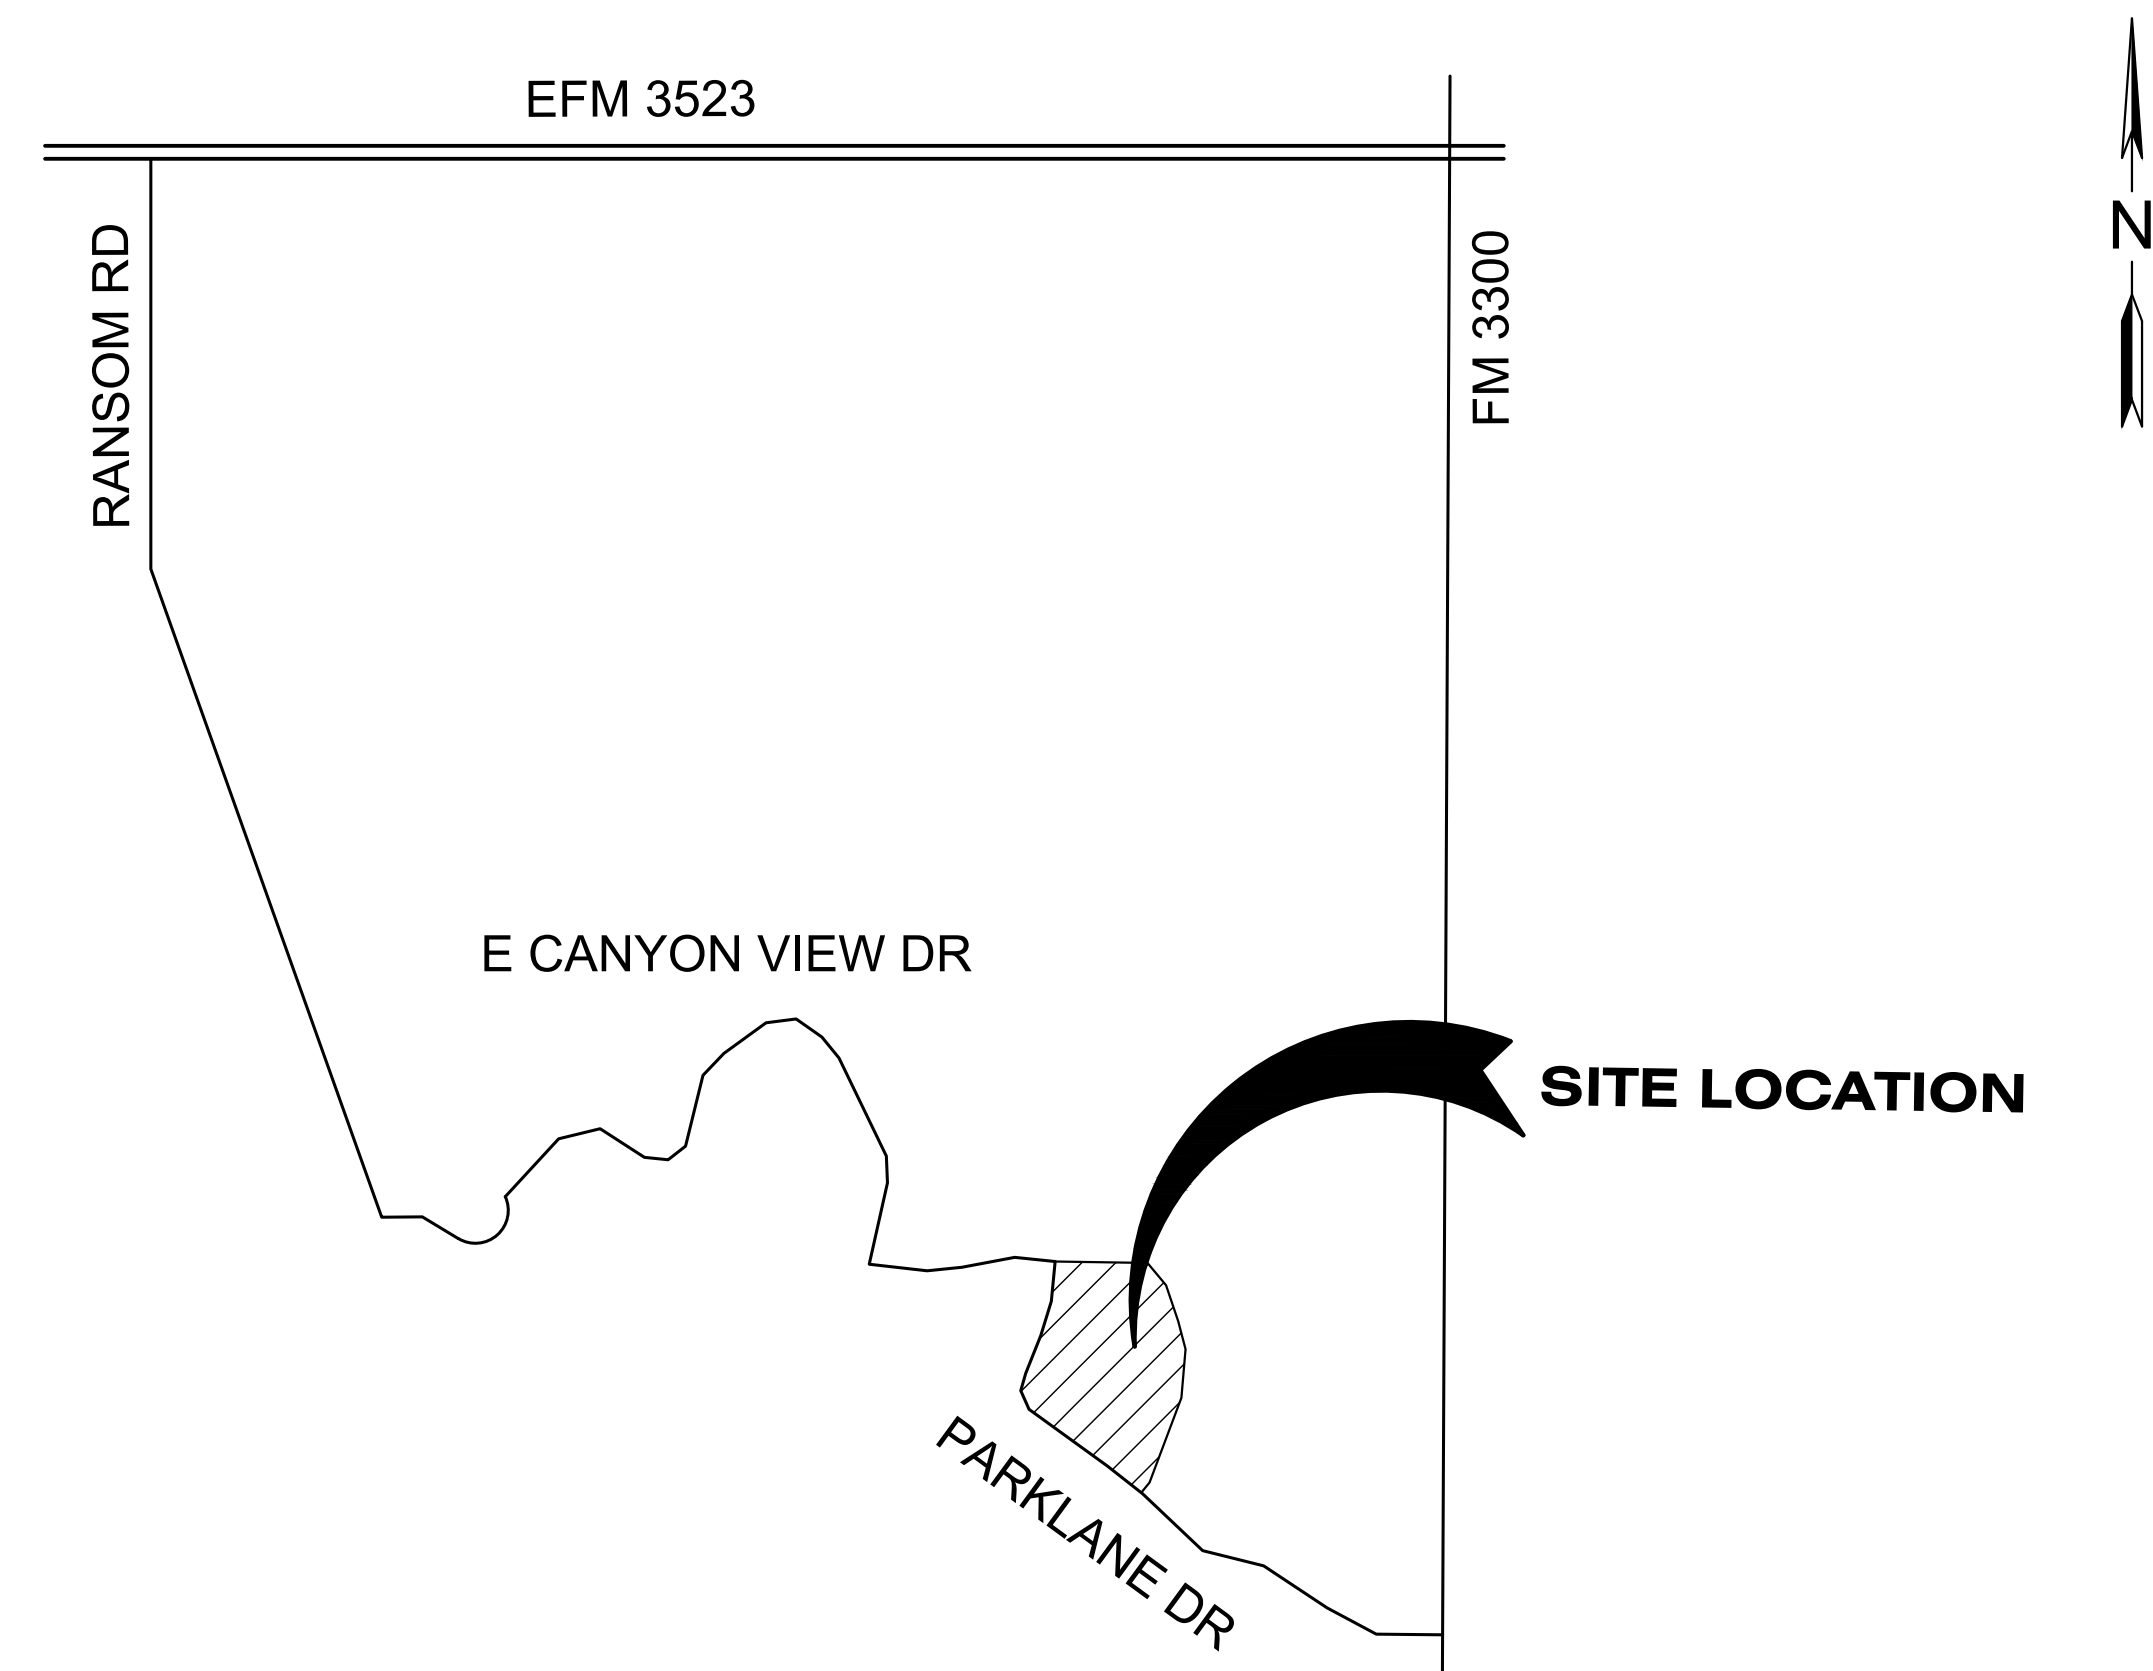 EFM 3523
N
RANSOM RD
FM 3300
E CANYON VIEW DR
SITE LOCATION
PARKLANE DR